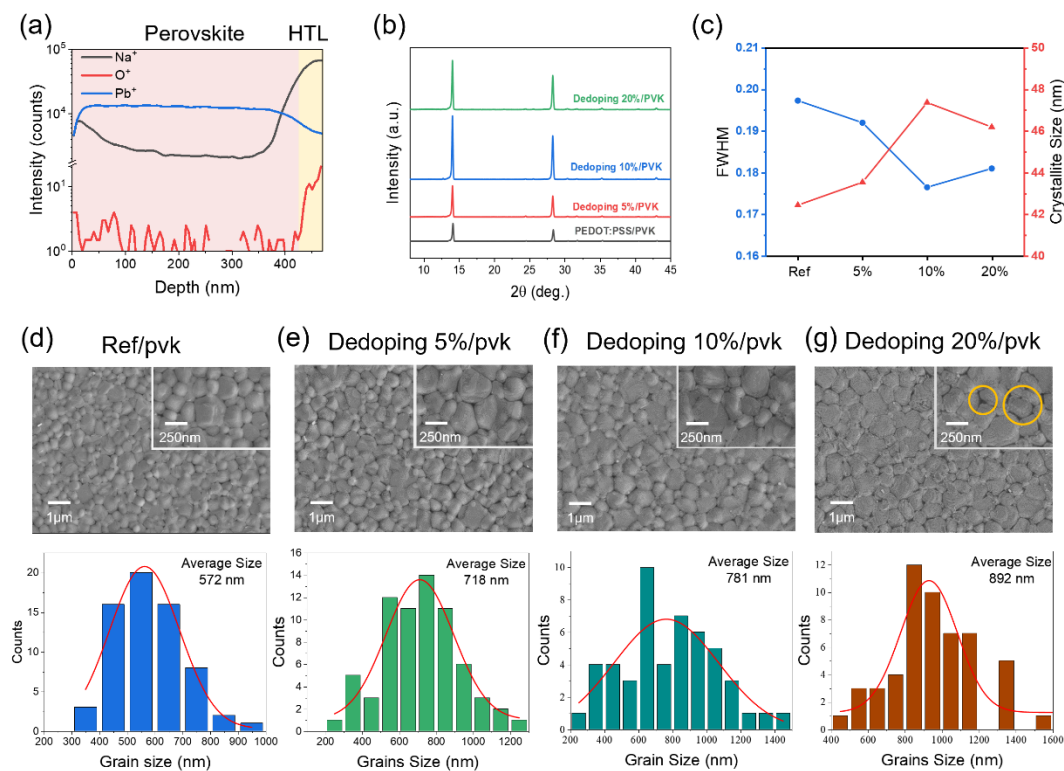 (a)
Perovskite HTL
Na⁺
O⁺
Pb⁺
Intensity (counts)
10⁵
10⁴
10¹
10⁰
0 100 200 300 400
Depth (nm)
(b)
Dedoping 20%/PVK
Dedoping 10%/PVK
Dedoping 5%/PVK
PEDOT:PSS/PVK
Intensity (a.u.)
10 15 20 25 30 35 40 45
2θ (deg.)
(c)
FWHM
0.21
0.20
0.19
0.18
0.17
0.16
Crystallite Size (nm)
50
48
46
44
42
40
Ref 5% 10% 20%
(d) Ref/pvk
250nm
1μm
Average Size
572 nm
Counts
20
15
10
5
0
200 300 400 500 600 700 800 900 1000
Grain Size (nm)
(e) Dedoping 5%/pvk
250nm
1μm
Average Size
718 nm
Counts
16
14
12
10
8
6
4
2
0
200 400 600 800 1000 1200
Grain Size (nm)
(f) Dedoping 10%/pvk
250nm
1μm
Average Size
781 nm
Counts
10
8
6
4
2
0
200 400 600 800 1000 1200 1400
Grain Size (nm)
(g) Dedoping 20%/pvk
250nm
1μm
Average Size
892 nm
Counts
12
10
8
6
4
2
0
400 600 800 1000 1200 1400 1600
Grains Size (nm)